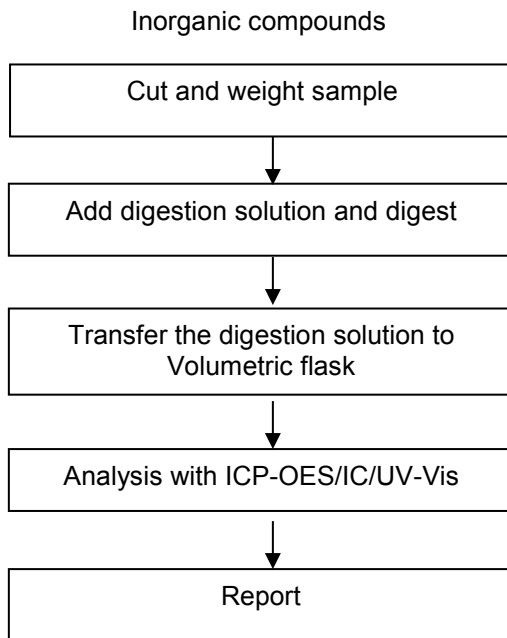 Inorganic compounds
Cut and weight sample
Add digestion solution and digest
Transfer the digestion solution to
Volumetric flask
Analysis with ICP-OES/IC/UV-Vis
Report